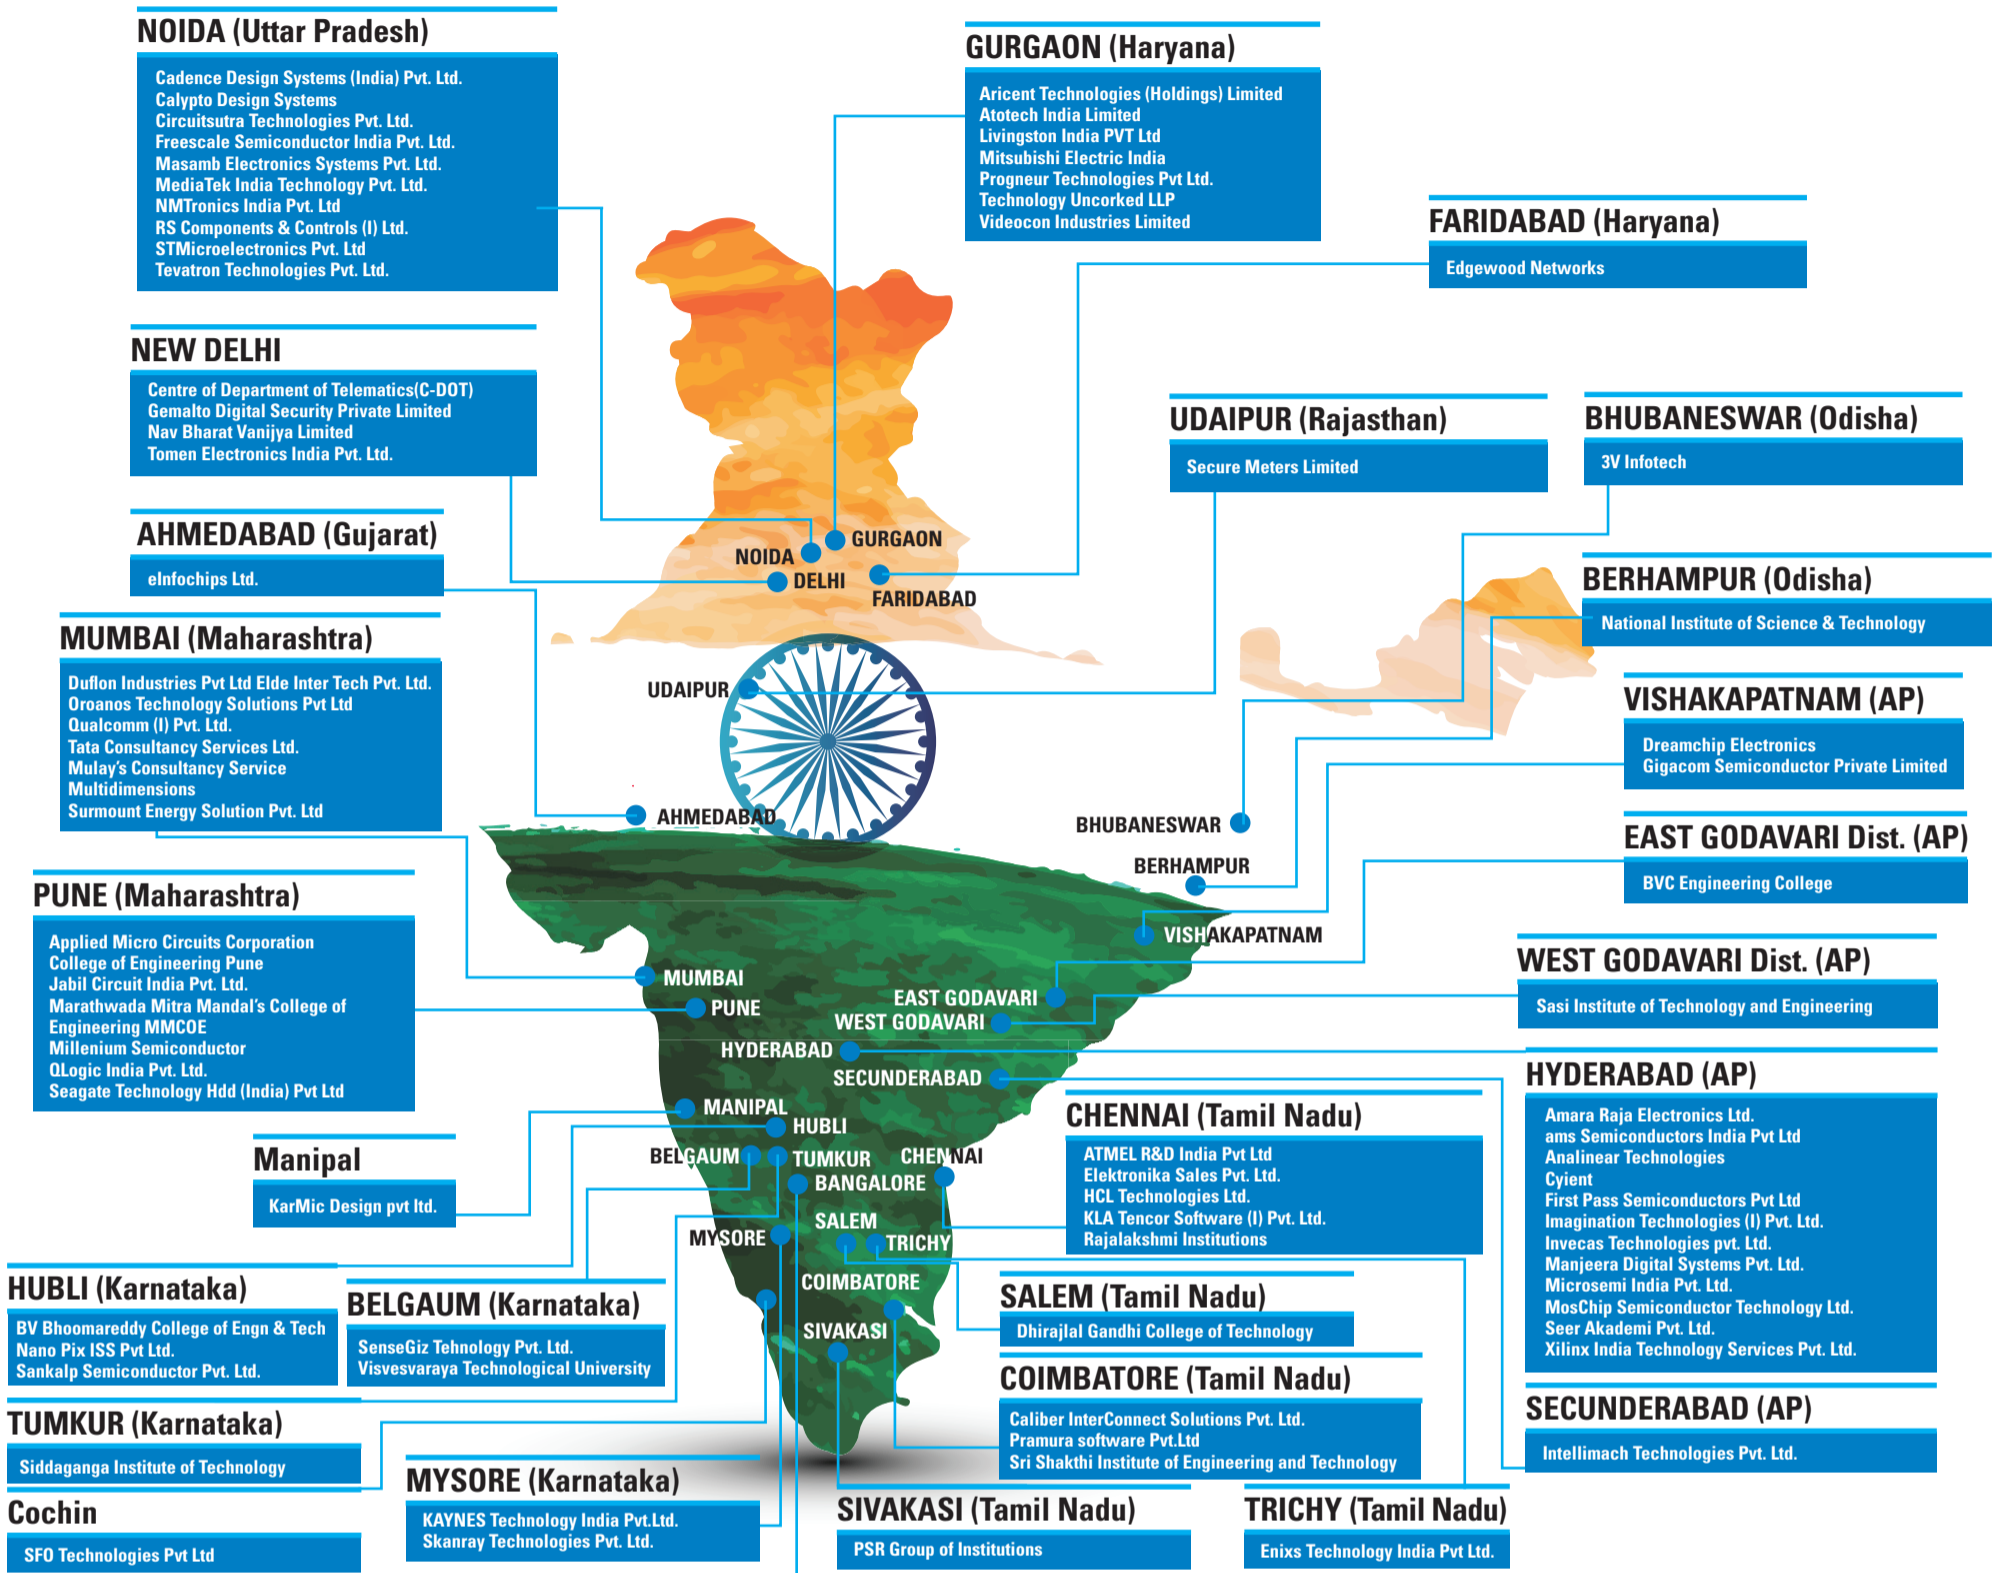 NOIDA (Uttar Pradesh)
Cadence Design Systems (India) Pvt. Ltd.
Calypto Design Systems
Circuitsutra Technologies Pvt. Ltd.
Freescale Semiconductor India Pvt. Ltd.
Masamb Electronics Systems Pvt. Ltd.
MediaTek India Technology Pvt. Ltd.
NMTronics India Pvt. Ltd
RS Components & Controls (I) Ltd.
STMicroelectronics Pvt. Ltd
Tevatron Technologies Pvt. Ltd.
GURGAON (Haryana)
Aricent Technologies (Holdings) Limited
Atotech India Limited
Livingston India PVT Ltd
Mitsubishi Electric India
Progneur Technologies Pvt Ltd.
Technology Uncorked LLP
Videocon Industries Limited
FARIDABAD (Haryana)
Edgewood Networks
NEW DELHI
Centre of Department of Telematics(C-DOT)
Gemalto Digital Security Private Limited
Nav Bharat Vanijya Limited
Tomen Electronics India Pvt. Ltd.
UDAIPUR (Rajasthan)
Secure Meters Limited
BHUBANESWAR (Odisha)
3V Infotech
AHMEDABAD (Gujarat)
eInfochips Ltd.
BERHAMPUR (Odisha)
National Institute of Science & Technology
MUMBAI (Maharashtra)
Duflon Industries Pvt Ltd Elde Inter Tech Pvt. Ltd.
Oroanos Technology Solutions Pvt Ltd
Qualcomm (I) Pvt. Ltd.
Tata Consultancy Services Ltd.
Mulay's Consultancy Service
Multidimensions
Surmount Energy Solution Pvt. Ltd
VISHAKAPATNAM (AP)
Dreamchip Electronics
Gigacom Semiconductor Private Limited
EAST GODAVARI Dist. (AP)
BVC Engineering College
PUNE (Maharashtra)
Applied Micro Circuits Corporation
College of Engineering Pune
Jabil Circuit India Pvt. Ltd.
Marathwada Mitra Mandal's College of
Engineering MMCOE
Millenium Semiconductor
QLogic India Pvt. Ltd.
Seagate Technology Hdd (India) Pvt Ltd
WEST GODAVARI Dist. (AP)
Sasi Institute of Technology and Engineering
HYDERABAD (AP)
Amara Raja Electronics Ltd.
ams Semiconductors India Pvt Ltd
Analinear Technologies
Cyient
First Pass Semiconductors Pvt Ltd
Imagination Technologies (I) Pvt. Ltd.
Invecas Technologies pvt. Ltd.
Manjeera Digital Systems Pvt. Ltd.
Microsemi India Pvt. Ltd.
MosChip Semiconductor Technology Ltd.
Seer Akademi Pvt. Ltd.
Xilinx India Technology Services Pvt. Ltd.
GURGAON
NOIDA
DELHI
FARIDABAD
UDAIPUR
AHMEDABAD
BHUBANESWAR
BERHAMPUR
VISHAKAPATNAM
MUMBAI
PUNE
EAST GODAVARI
WEST GODAVARI
HYDERABAD
SECUNDERABAD
MANIPAL
HUBLI
BELGAUM
TUMKUR
CHENNAI
BANGALORE
SALEM
MYSORE
TRICHY
COIMBATORE
SIVAKASI
CHENNAI (Tamil Nadu)
ATMEL R&D India Pvt Ltd
Elektronika Sales Pvt. Ltd.
HCL Technologies Ltd.
KLA Tencor Software (I) Pvt. Ltd.
Rajalakshmi Institutions
Manipal
KarMic Design pvt ltd.
HUBLI (Karnataka)
BV Bhoomareddy College of Engn & Tech
Nano Pix ISS Pvt Ltd.
Sankalp Semiconductor Pvt. Ltd.
BELGAUM (Karnataka)
SenseGiz Tehnology Pvt. Ltd.
Visvesvaraya Technological University
SALEM (Tamil Nadu)
Dhirajlal Gandhi College of Technology
COIMBATORE (Tamil Nadu)
Caliber InterConnect Solutions Pvt. Ltd.
Pramura software Pvt.Ltd
Sri Shakthi Institute of Engineering and Technology
SECUNDERABAD (AP)
Intellimach Technologies Pvt. Ltd.
TUMKUR (Karnataka)
Siddaganga Institute of Technology
Cochin
SFO Technologies Pvt Ltd
MYSORE (Karnataka)
KAYNES Technology India Pvt.Ltd.
Skanray Technologies Pvt. Ltd.
SIVAKASI (Tamil Nadu)
PSR Group of Institutions
TRICHY (Tamil Nadu)
Enixs Technology India Pvt Ltd.